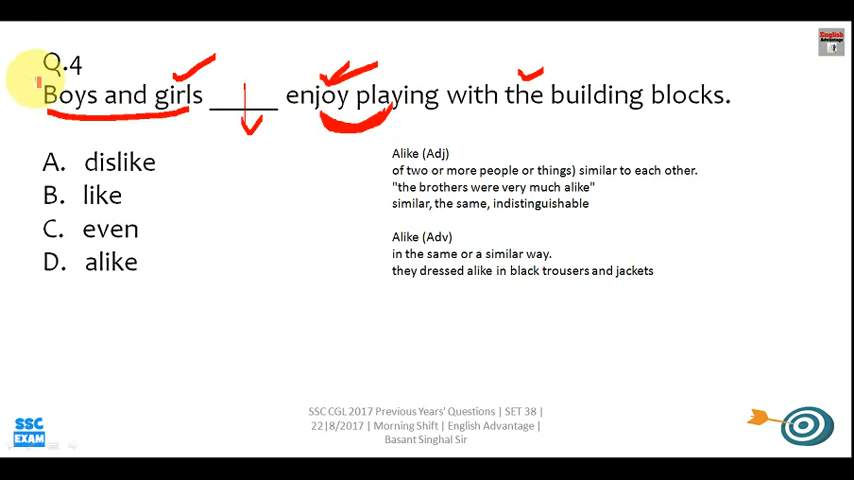 English
Advantage
Q.4
Boys and girls ______ enjoy playing with the building blocks.
A. dislike
B. like
C. even
D. alike
Alike (Adj)
of two or more people or things) similar to each other.
"the brothers were very much alike"
similar, the same, indistinguishable
Alike (Adv)
in the same or a similar way.
they dressed alike in black trousers and jackets
SSC CGL 2017 Previous Years' Questions | SET 38 |
22|8/2017 | Morning Shift | English Advantage |
Basant Singhal Sir
SSC
EXAM